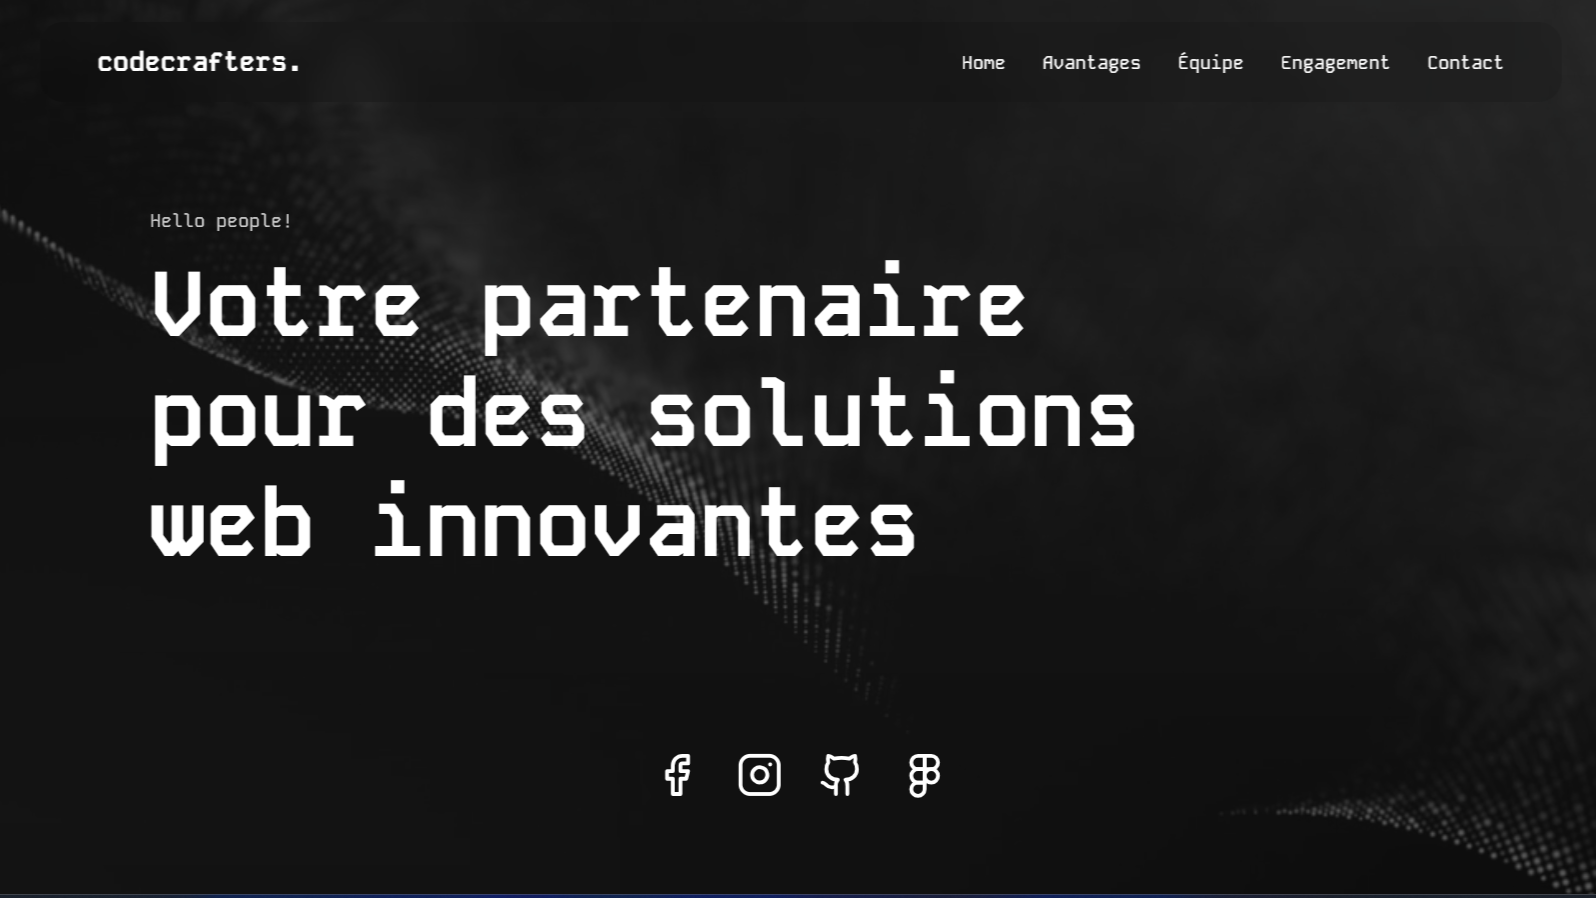 codecrafters.
Home Avantages Équipe Engagement Contact
Hello people!
Votre partenaire
pour des solutions
web innovantes